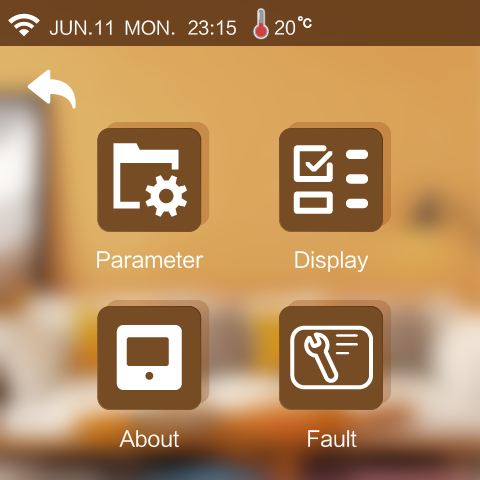 JUN.11 MON. 23:15 20℃
Parameter Display
About Fault